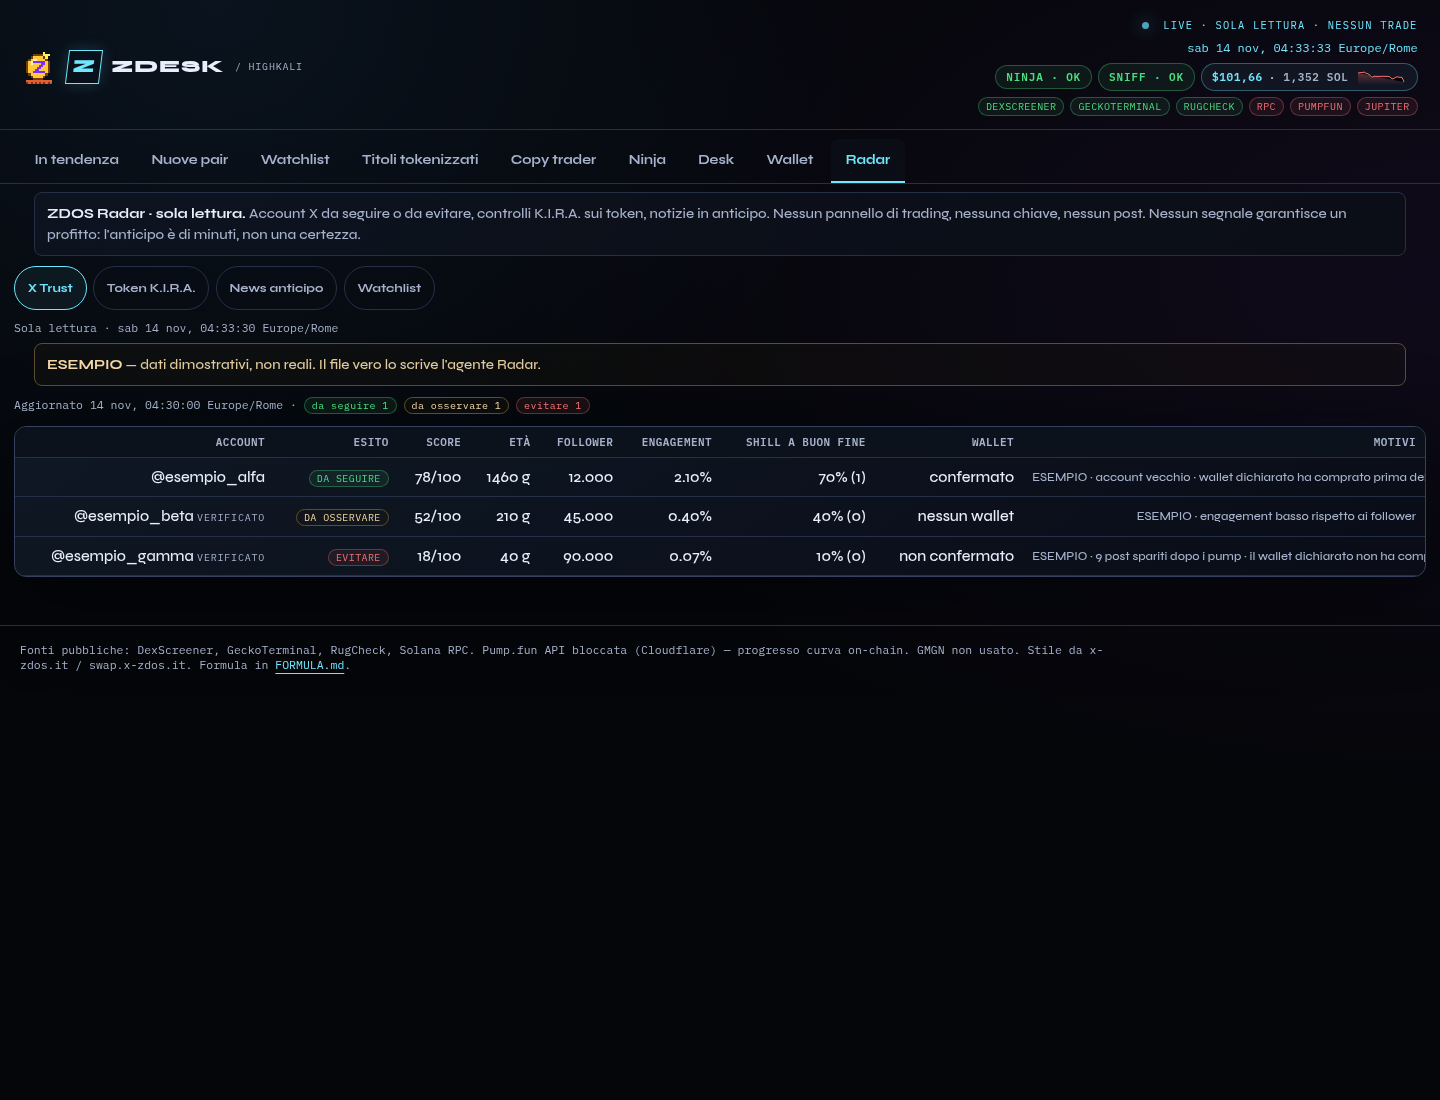 LIVE · SOLA LETTURA · NESSUN TRADE
sab 14 nov, 04:33:33 Europe/Rome
Z ZDESK / HIGHKALI
NINJA · OK SNIFF · OK $101,66 · 1,352 SOL
DEXSCREENER GECKOTERMINAL RUGCHECK RPC PUMPFUN JUPITER
In tendenza Nuove pair Watchlist Titoli tokenizzati Copy trader Ninja Desk Wallet Radar
ZDOS Radar · sola lettura. Account X da seguire o da evitare, controlli K.I.R.A. sui token, notizie in anticipo. Nessun pannello di trading, nessuna chiave, nessun post. Nessun segnale garantisce un
profitto: l'anticipo è di minuti, non una certezza.
X Trust Token K.I.R.A. News anticipo Watchlist
Sola lettura · sab 14 nov, 04:33:30 Europe/Rome
ESEMPIO — dati dimostrativi, non reali. Il file vero lo scrive l'agente Radar.
Aggiornato 14 nov, 04:30:00 Europe/Rome · da seguire 1 da osservare 1 evitare 1
ACCOUNT ESITO SCORE ETÀ FOLLOWER ENGAGEMENT SHILL A BUON FINE WALLET MOTIVI
@esempio_alfa DA SEGUIRE 78/100 1460 g 12.000 2.10% 70% (1) confermato ESEMPIO · account vecchio · wallet dichiarato ha comprato prima de
@esempio_beta VERIFICATO DA OSSERVARE 52/100 210 g 45.000 0.40% 40% (0) nessun wallet ESEMPIO · engagement basso rispetto ai follower
@esempio_gamma VERIFICATO EVITARE 18/100 40 g 90.000 0.07% 10% (0) non confermato ESEMPIO · 9 post spariti dopo i pump · il wallet dichiarato non ha comp
Fonti pubbliche: DexScreener, GeckoTerminal, RugCheck, Solana RPC. Pump.fun API bloccata (Cloudflare) — progresso curva on-chain. GMGN non usato. Stile da x-
zdos.it / swap.x-zdos.it. Formula in FORMULA.md.